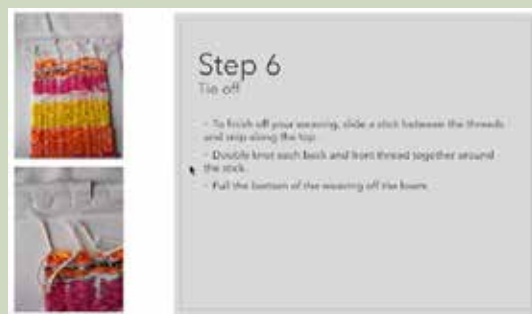 Step 6
Tie off
- To finish off your weaving, slide a stick between the threads
and snip along the top.
- Double knot each back and front thread together around
the stick.
- Pull the bottom of the weaving off the loom.